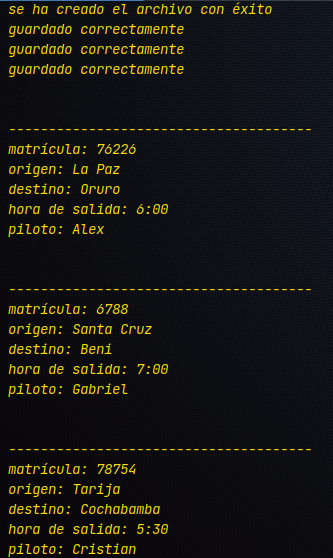 se ha creado el archivo con éxito
guardado correctamente
guardado correctamente
guardado correctamente
--------------------------------------
matrícula: 76226
origen: La Paz
destino: Oruro
hora de salida: 6:00
piloto: Alex
--------------------------------------
matrícula: 6788
origen: Santa Cruz
destino: Beni
hora de salida: 7:00
piloto: Gabriel
--------------------------------------
matrícula: 78754
origen: Tarija
destino: Cochabamba
hora de salida: 5:30
piloto: Cristian